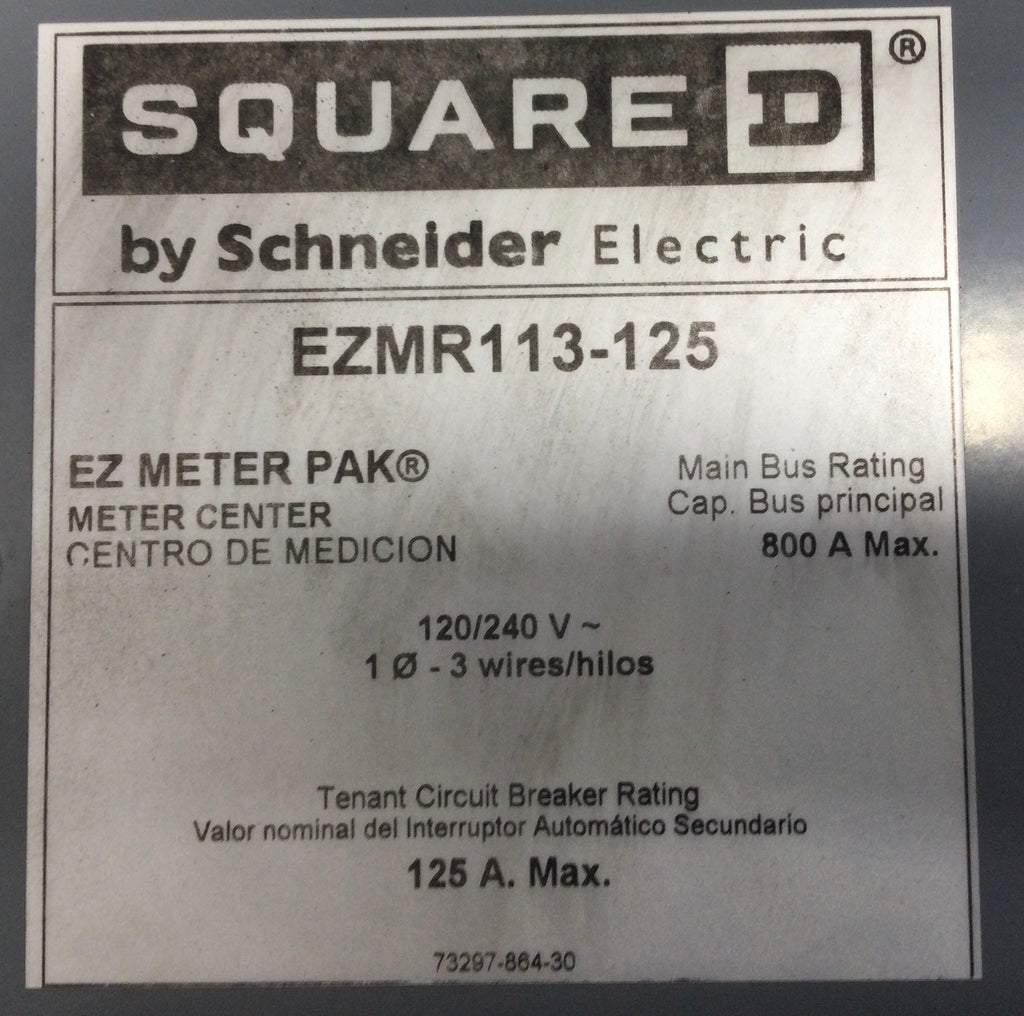 SQUARE D ®
by Schneider Electric
EZMR113-125
EZ METER PAK®
METER CENTER
CENTRO DE MEDICION
Main Bus Rating
Cap. Bus principal
800 A Max.
120/240 V ~
1 Ø - 3 wires/hilos
Tenant Circuit Breaker Rating
Valor nominal del Interruptor Automático Secundario
125 A. Max.
73297-864-30